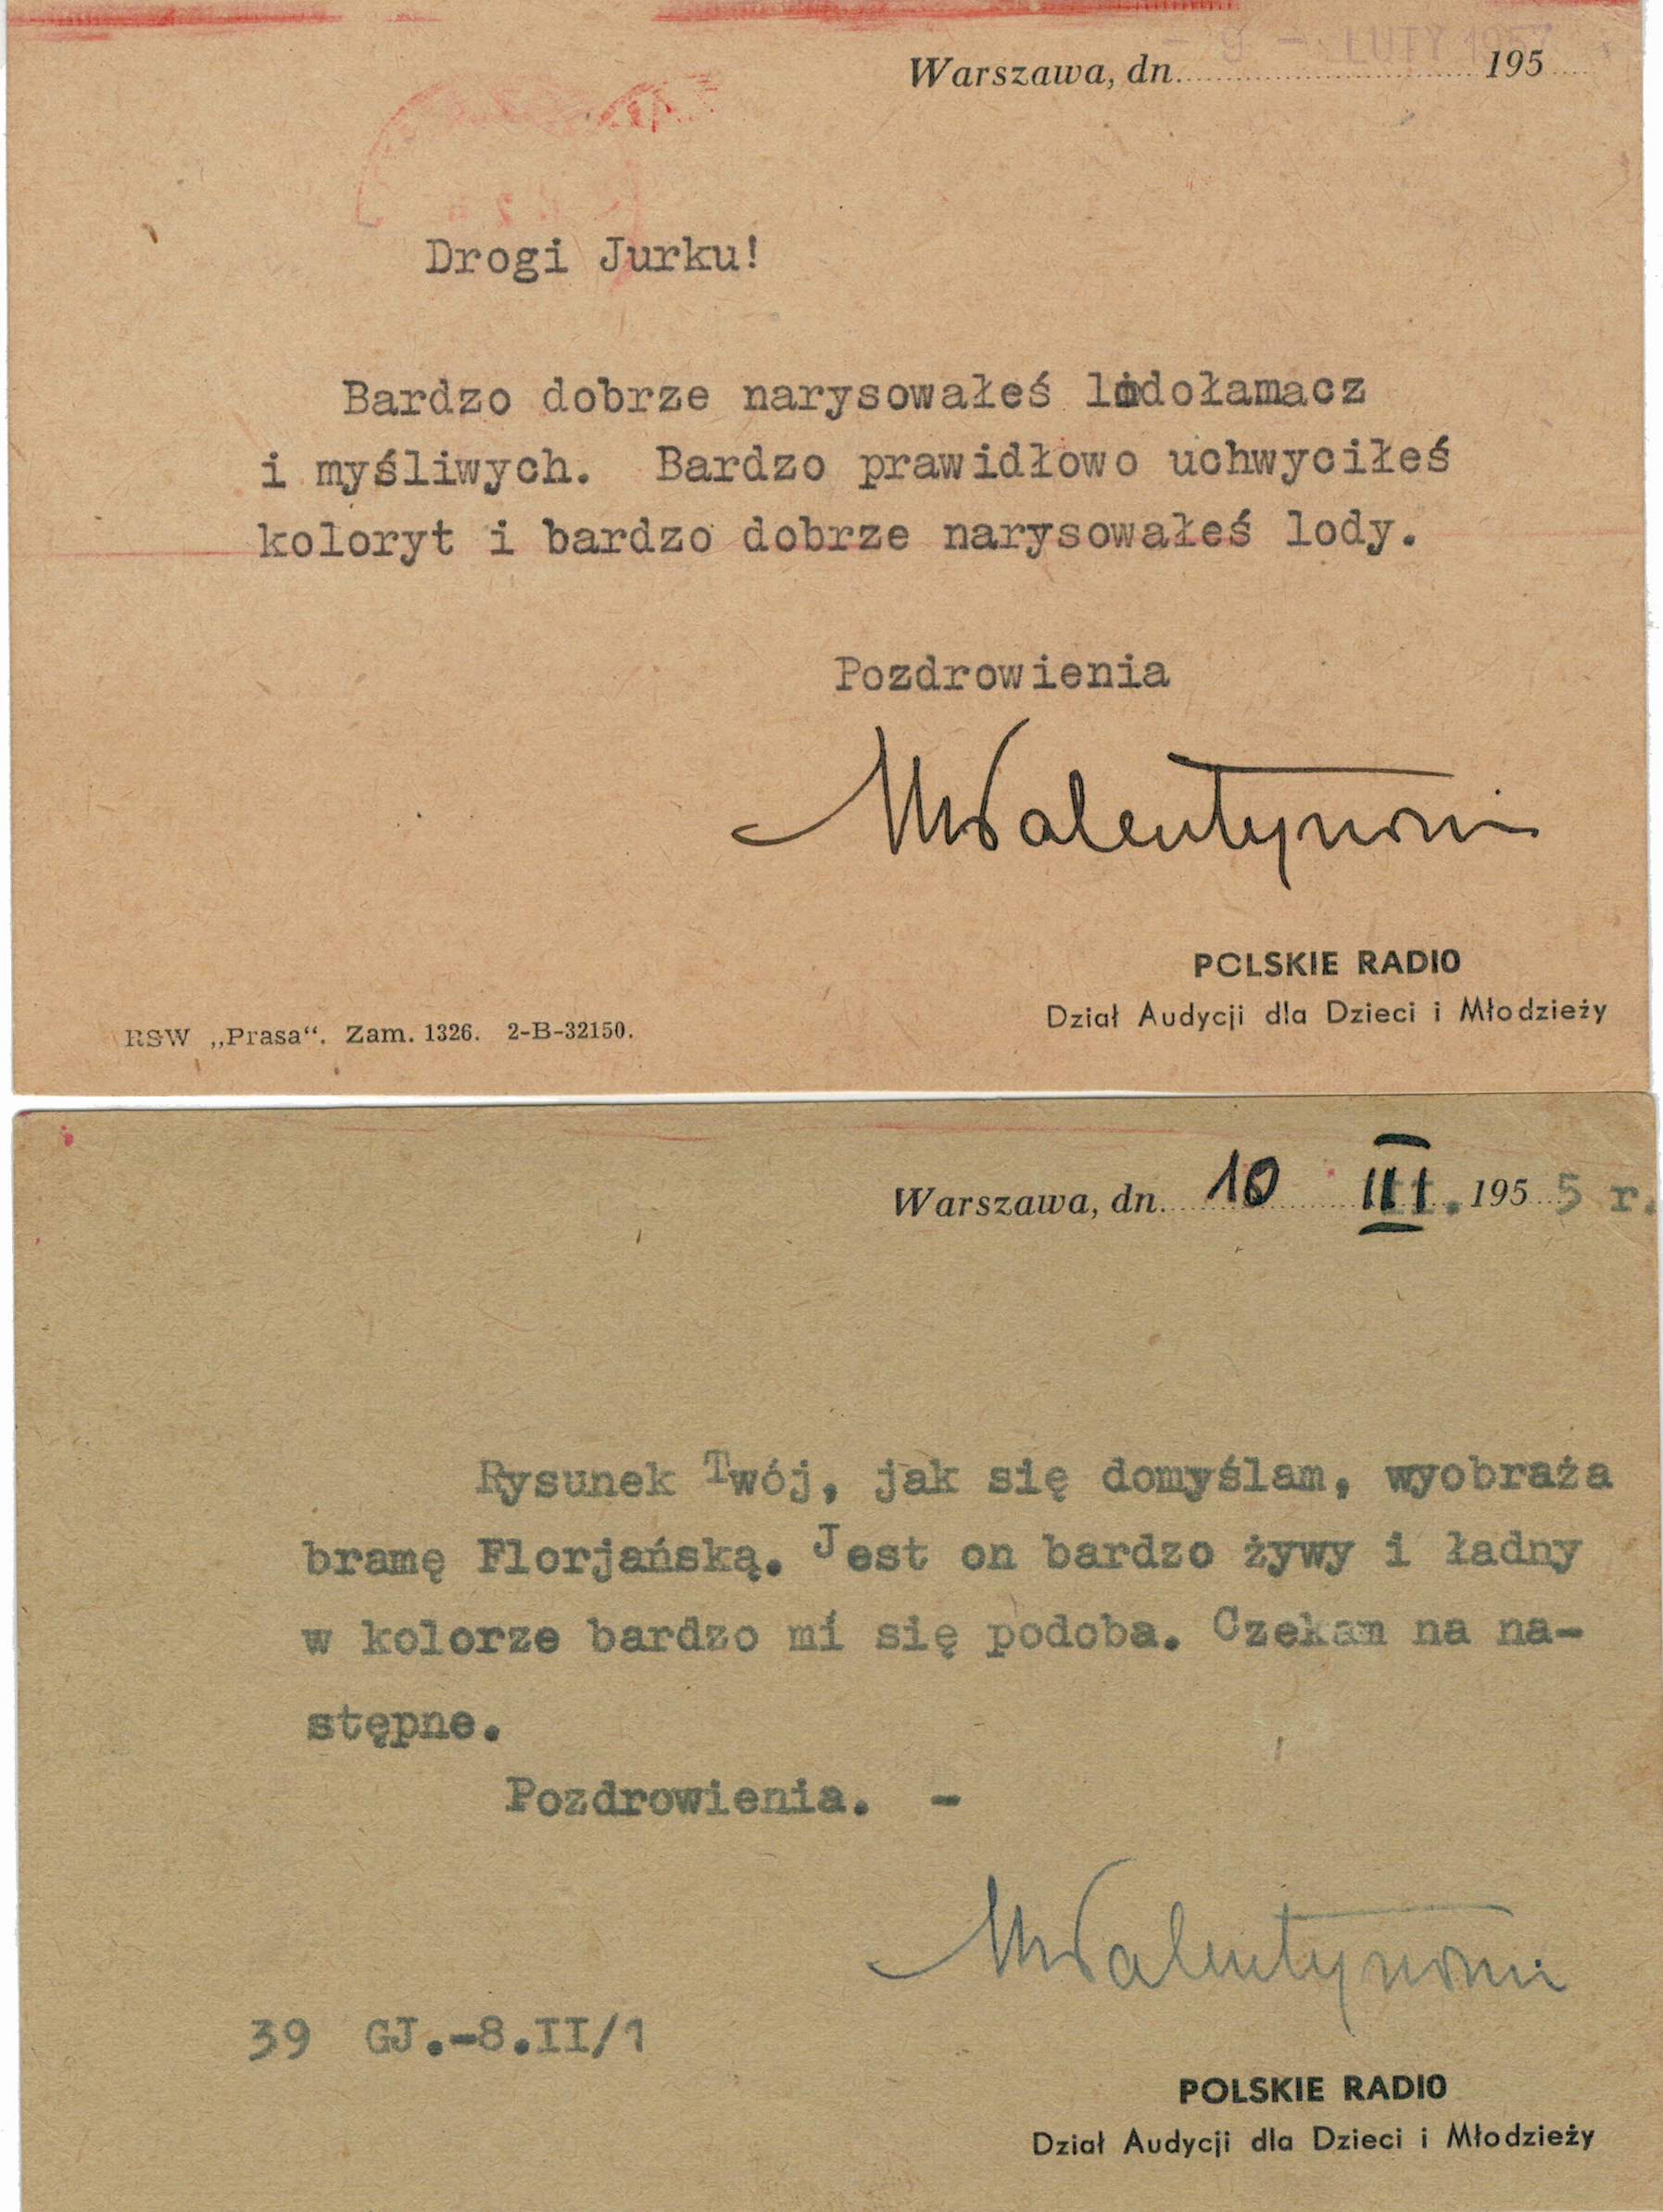 - 9 - LUTY 1957
Warszawa, dn. 195
Drogi Jurku!
Bardzo dobrze narysowałeś lodołamacz
i myśliwych. Bardzo prawidłowo uchwyciłeś
koloryt i bardzo dobrze narysowałeś lody.
Pozdrowienia
MWalentynowi
POLSKIE RADIO
Dział Audycji dla Dzieci i Młodzieży
RSW „Prasa“. Zam. 1326. 2-B-32150.
Warszawa, dn. 10 III. 1955 r.
Rysunek Twój, jak się domyślam, wyobraża
bramę Florjańską. Jest on bardzo żywy i ładny
w kolorze bardzo mi się podoba. Czekam na na-
stępne.
Pozdrowienia. -
MWalentynowi
39 GJ.-8.II/1
POLSKIE RADIO
Dział Audycji dla Dzieci i Młodzieży